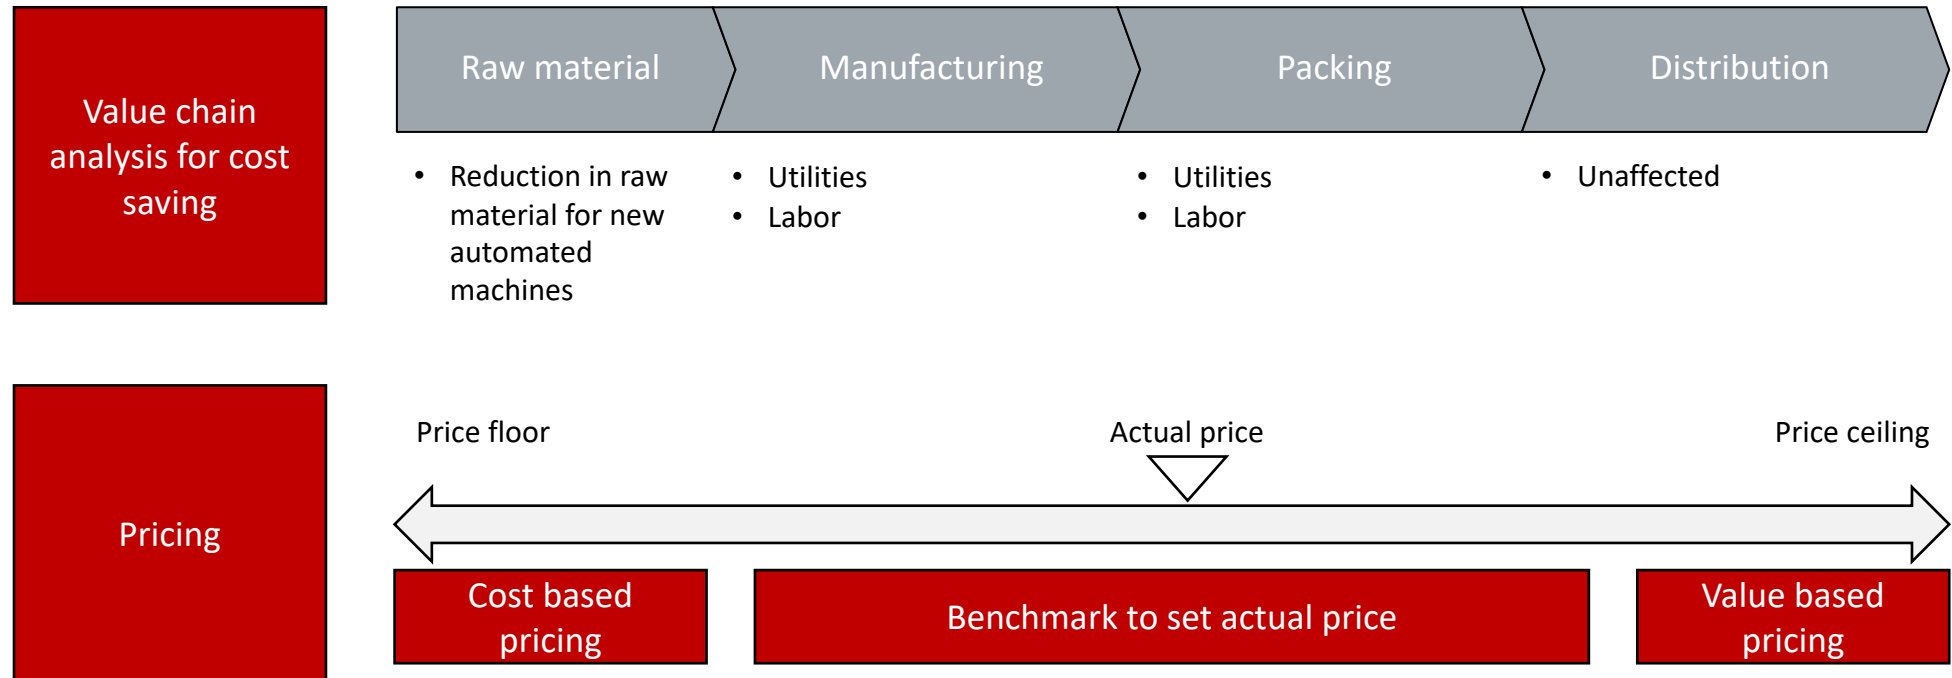 Value chain
analysis for cost
saving
Raw material
Manufacturing
Packing
Distribution
• Reduction in raw
material for new
automated
machines
• Utilities
• Labor
• Utilities
• Labor
• Unaffected
Pricing
Price floor
Actual price
Price ceiling
Cost based
pricing
Benchmark to set actual price
Value based
pricing